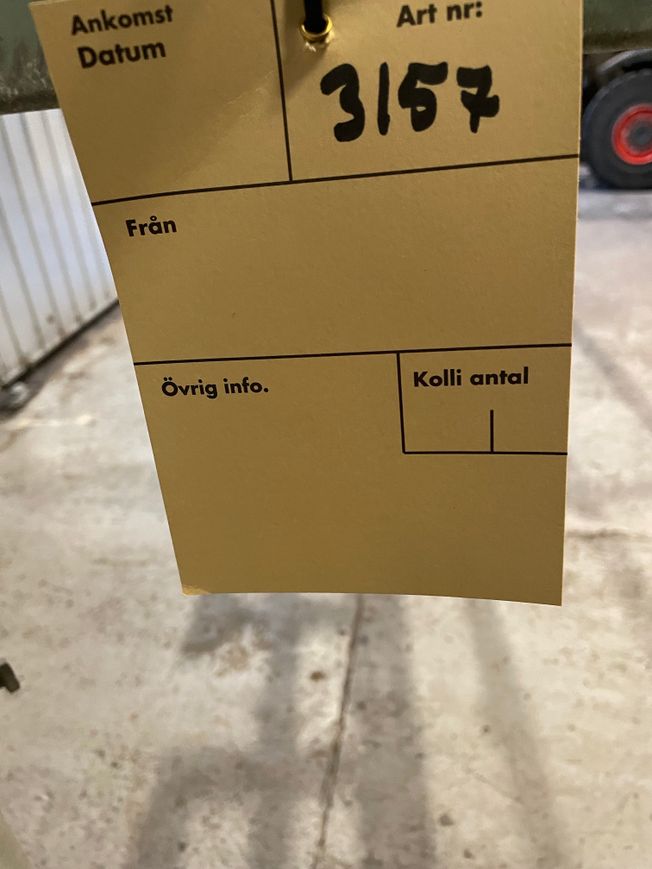 Ankomst
Datum
Art nr:
3157
Från
Övrig info.
Kolli antal